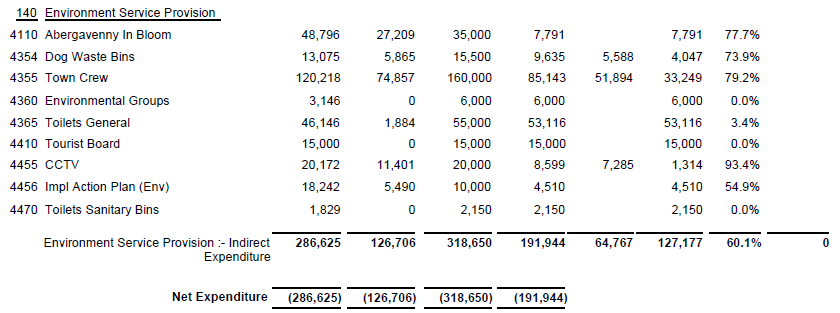 140 Environment Service Provision
4110 Abergavenny In Bloom 48,796 27,209 35,000 7,791 7,791 77.7%
4354 Dog Waste Bins 13,075 5,865 15,500 9,635 5,588 4,047 73.9%
4355 Town Crew 120,218 74,857 160,000 85,143 51,894 33,249 79.2%
4360 Environmental Groups 3,146 0 6,000 6,000 6,000 0.0%
4365 Toilets General 46,146 1,884 55,000 53,116 53,116 3.4%
4410 Tourist Board 15,000 0 15,000 15,000 15,000 0.0%
4455 CCTV 20,172 11,401 20,000 8,599 7,285 1,314 93.4%
4456 Impl Action Plan (Env) 18,242 5,490 10,000 4,510 4,510 54.9%
4470 Toilets Sanitary Bins 1,829 0 2,150 2,150 2,150 0.0%
Environment Service Provision :- Indirect 286,625 126,706 318,650 191,944 64,767 127,177 60.1% 0
Expenditure
Net Expenditure (286,625) (126,706) (318,650) (191,944)